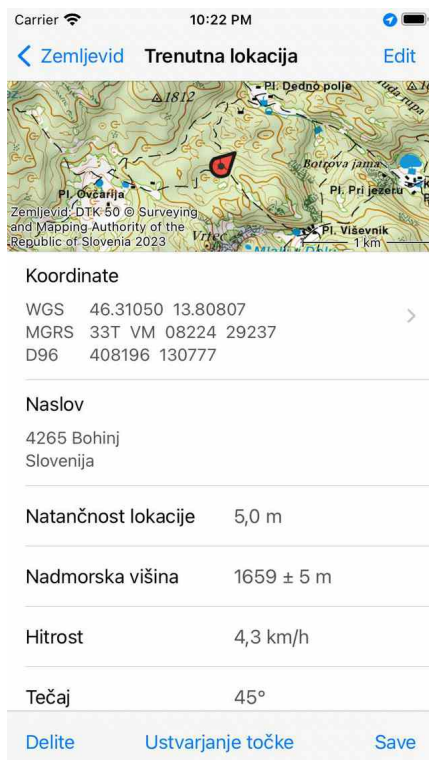 Carrier 10:22 PM
Zemljevid Trenutna lokacija Edit
Pl. Dedno polje
1812
Botrova jama
Pl. Pri jezeru
Pl. Ovčarija
Zemljevid: DTK 50 © Surveying
and Mapping Authority of the
Republic of Slovenia 2023
Pl. Viševnik
1 km
Koordinate
WGS 46.31050 13.80807
MGRS 33T VM 08224 29237
D96 408196 130777
Naslov
4265 Bohinj
Slovenija
Natančnost lokacije 5,0 m
Nadmorska višina 1659 ± 5 m
Hitrost 4,3 km/h
Tečaj 45°
Delite Ustvarjanje točke Save